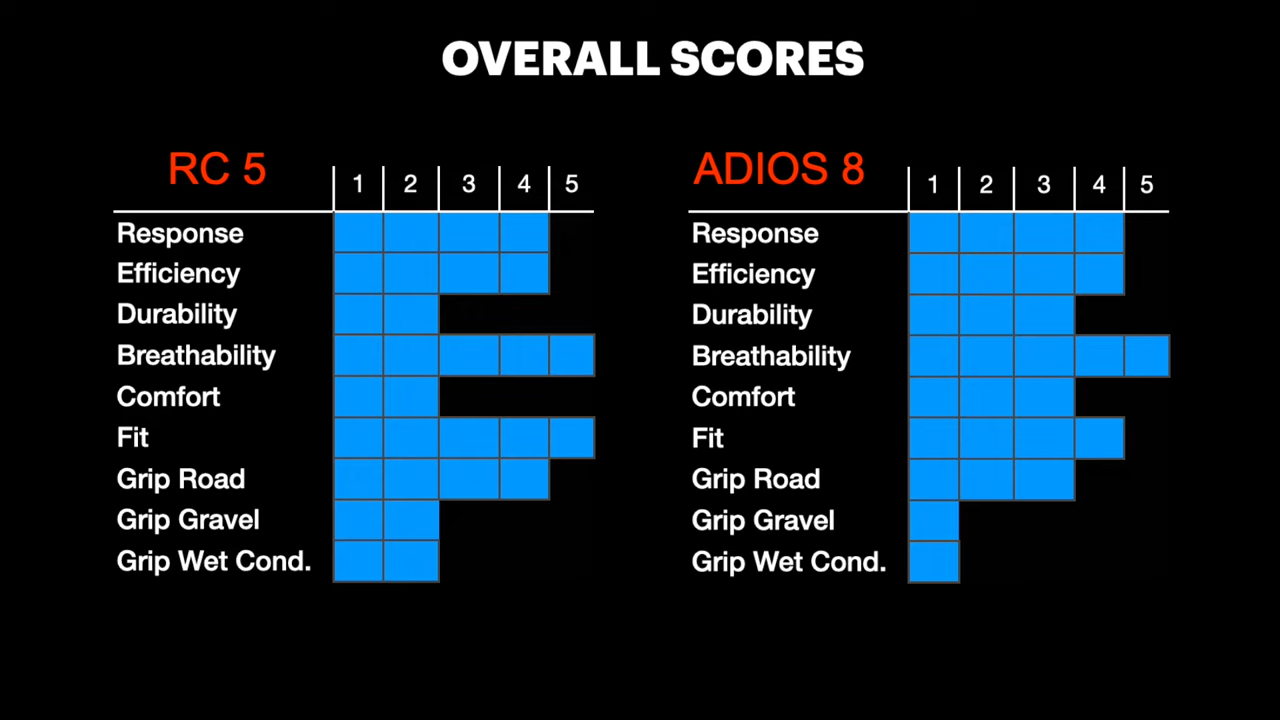 OVERALL SCORES
RC 5 1 2 3 4 5
Response
Efficiency
Durability
Breathability
Comfort
Fit
Grip Road
Grip Gravel
Grip Wet Cond.
ADIOS 8 1 2 3 4 5
Response
Efficiency
Durability
Breathability
Comfort
Fit
Grip Road
Grip Gravel
Grip Wet Cond.